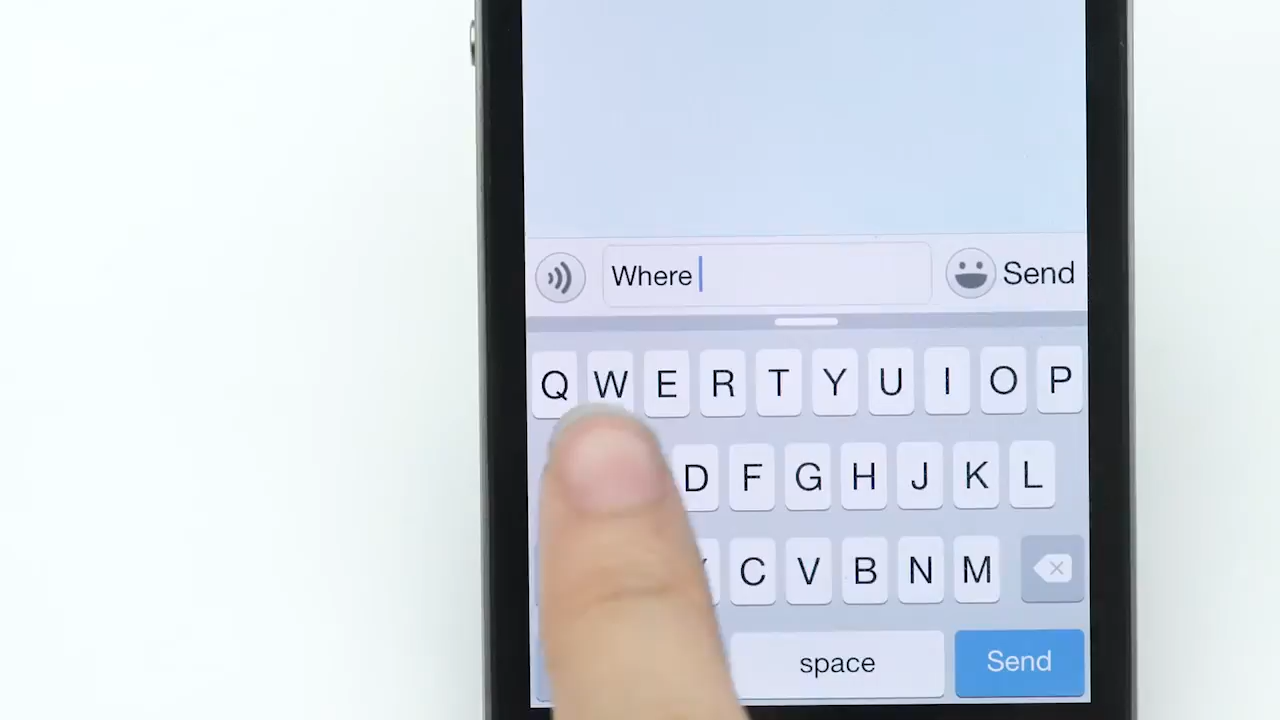 Where
Send
Q W E R T Y U I O P
D F G H J K L
C V B N M
space
Send